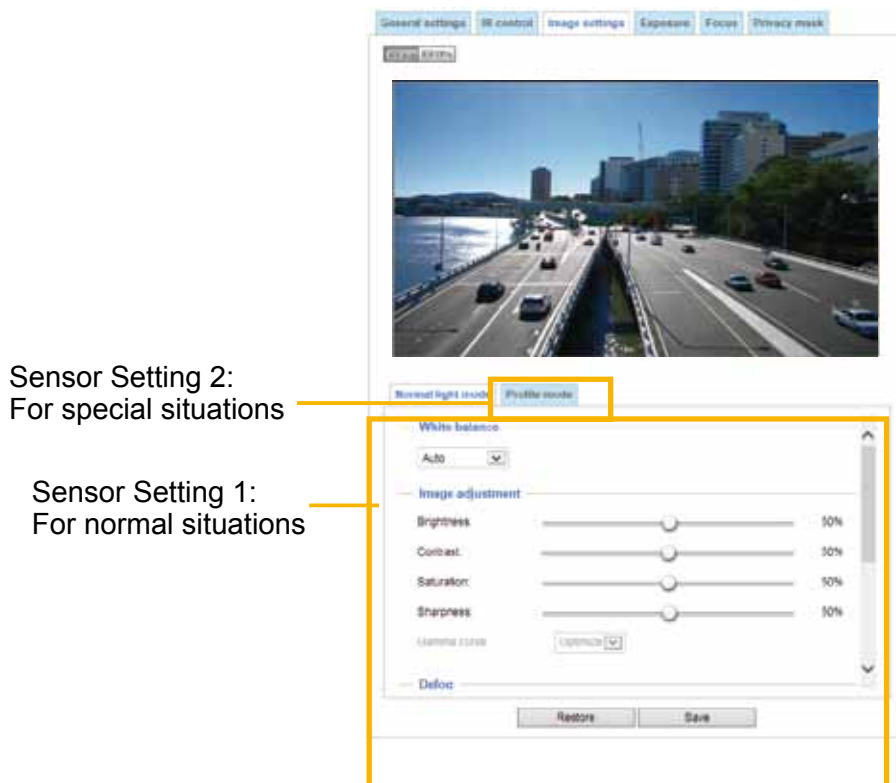 General settings IR control Image settings Exposure Focus Privacy mask
Sensor Setting 2:
For special situations
Normal light mode Profile mode
White balance
Auto
Sensor Setting 1:
For normal situations
Image adjustment
Brightness: 50%
Contrast: 50%
Saturation: 50%
Sharpness: 50%
Gamma curve Optimize
Defog
Restore Save